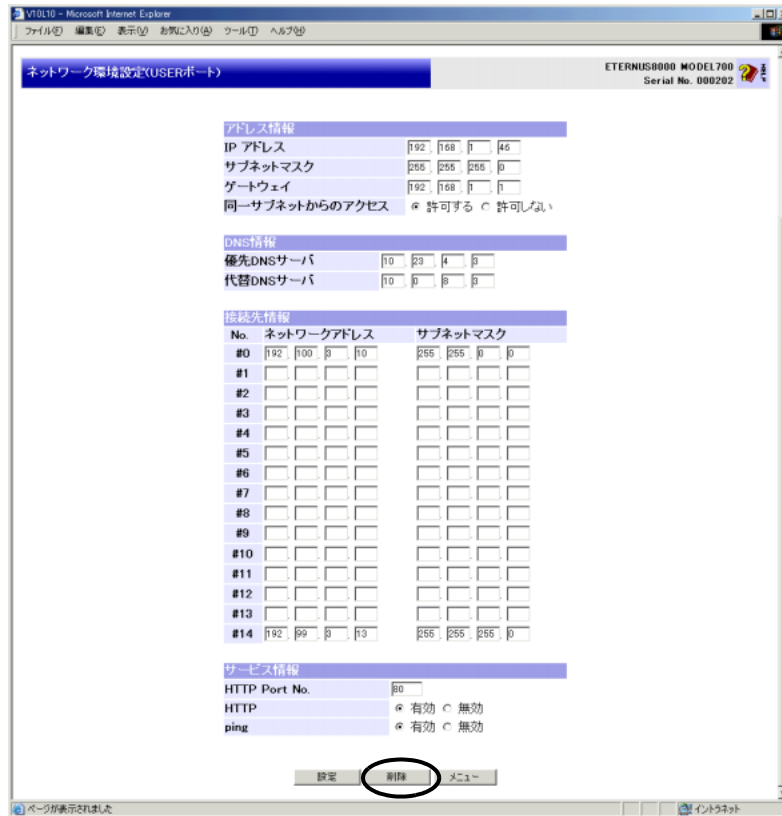 V10L10 - Microsoft Internet Explorer
ファイル(F) 編集(E) 表示(V) お気に入り(A) ツール(T) ヘルプ(H)
ネットワーク環境設定(USERポート)
ETERNUS8000 MODEL700
Serial No. 000202
アドレス情報
IP アドレス 192 . 168 . 1 . 46
サブネットマスク 255 . 255 . 255 . 0
ゲートウェイ 192 . 168 . 1 . 1
同一サブネットからのアクセス 許可する 許可しない
DNS情報
優先DNSサーバ 10 . 23 . 4 . 3
代替DNSサーバ 10 . 0 . 8 . 3
接続先情報
No. ネットワークアドレス サブネットマスク
#0 192 . 100 . 3 . 10 255 . 255 . 0 . 0
#1 . . . . . .
#2 . . . . . .
#3 . . . . . .
#4 . . . . . .
#5 . . . . . .
#6 . . . . . .
#7 . . . . . .
#8 . . . . . .
#9 . . . . . .
#10 . . . . . .
#11 . . . . . .
#12 . . . . . .
#13 . . . . . .
#14 192 . 99 . 3 . 13 255 . 255 . 255 . 0
サービス情報
HTTP Port No. 80
HTTP 有効 無効
ping 有効 無効
設定 削除 メニュー
ページが表示されました イントラネット